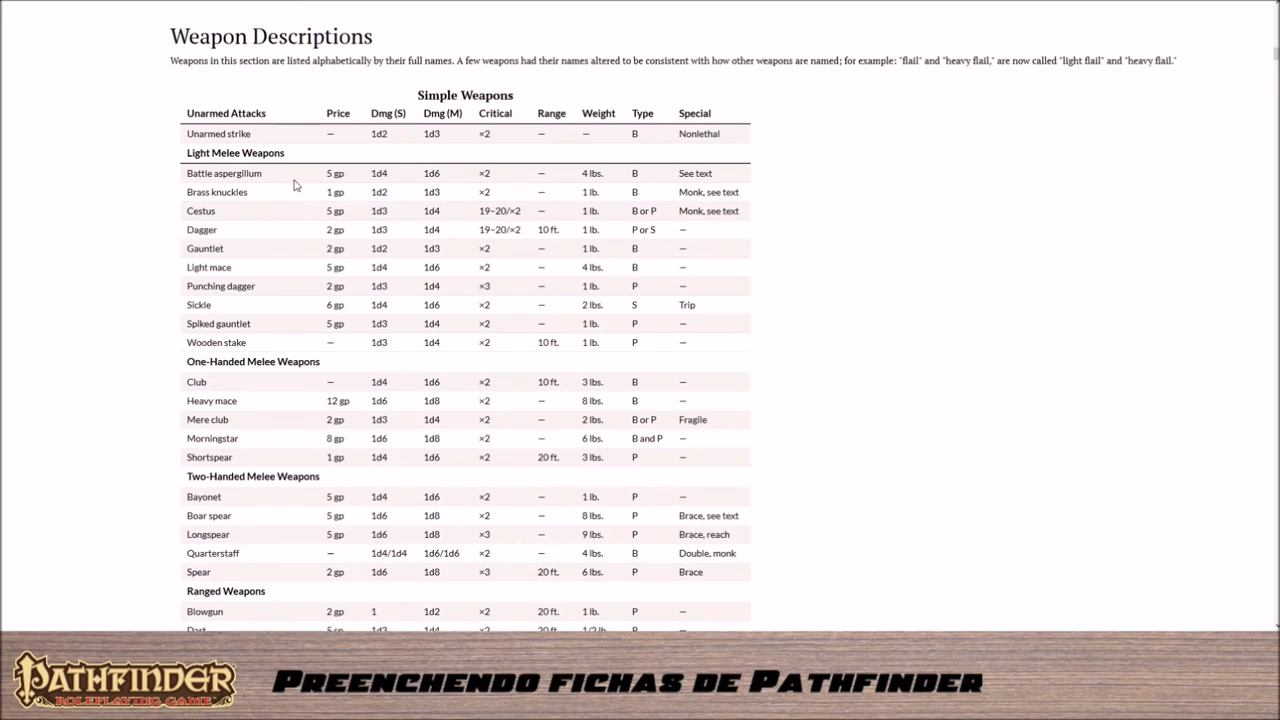 Weapon Descriptions
Weapons in this section are listed alphabetically by their full names. A few weapons had their names altered to be consistent with how other weapons are named; for example: "flail" and "heavy flail," are now called "light flail" and "heavy flail."
Simple Weapons
Unarmed Attacks Price Dmg (S) Dmg (M) Critical Range Weight Type Special
Unarmed strike — 1d2 1d3 ×2 — — B Nonlethal
Light Melee Weapons
Battle aspergillum 5 gp 1d4 1d6 ×2 — 4 lbs. B See text
Brass knuckles 1 gp 1d2 1d3 ×2 — 1 lb. B Monk, see text
Cestus 5 gp 1d3 1d4 19–20/×2 — 1 lb. B or P Monk, see text
Dagger 2 gp 1d3 1d4 19–20/×2 10 ft. 1 lb. P or S —
Gauntlet 2 gp 1d2 1d3 ×2 — 1 lb. B —
Light mace 5 gp 1d4 1d6 ×2 — 4 lbs. B —
Punching dagger 2 gp 1d3 1d4 ×3 — 1 lb. P —
Sickle 6 gp 1d4 1d6 ×2 — 2 lbs. S Trip
Spiked gauntlet 5 gp 1d3 1d4 ×2 — 1 lb. P —
Wooden stake — 1d3 1d4 ×2 10 ft. 1 lb. P —
One-Handed Melee Weapons
Club — 1d4 1d6 ×2 10 ft. 3 lbs. B —
Heavy mace 12 gp 1d6 1d8 ×2 — 8 lbs. B —
Mere club 2 gp 1d3 1d4 ×2 — 2 lbs. B or P Fragile
Morningstar 8 gp 1d6 1d8 ×2 — 6 lbs. B and P —
Shortspear 1 gp 1d4 1d6 ×2 20 ft. 3 lbs. P —
Two-Handed Melee Weapons
Bayonet 5 gp 1d4 1d6 ×2 — 1 lb. P —
Boar spear 5 gp 1d6 1d8 ×2 — 8 lbs. P Brace, see text
Longspear 5 gp 1d6 1d8 ×3 — 9 lbs. P Brace, reach
Quarterstaff — 1d4/1d4 1d6/1d6 ×2 — 4 lbs. B Double, monk
Spear 2 gp 1d6 1d8 ×3 20 ft. 6 lbs. P Brace
Ranged Weapons
Blowgun 2 gp 1 1d2 ×2 20 ft. 1 lb. P —
Dart 5 sp 1d3 1d4 ×2 20 ft. 1/2 lb. P —
PATHFINDER
ROLEPLAYING GAME
PREENCHENDO FICHAS DE PATHFINDER